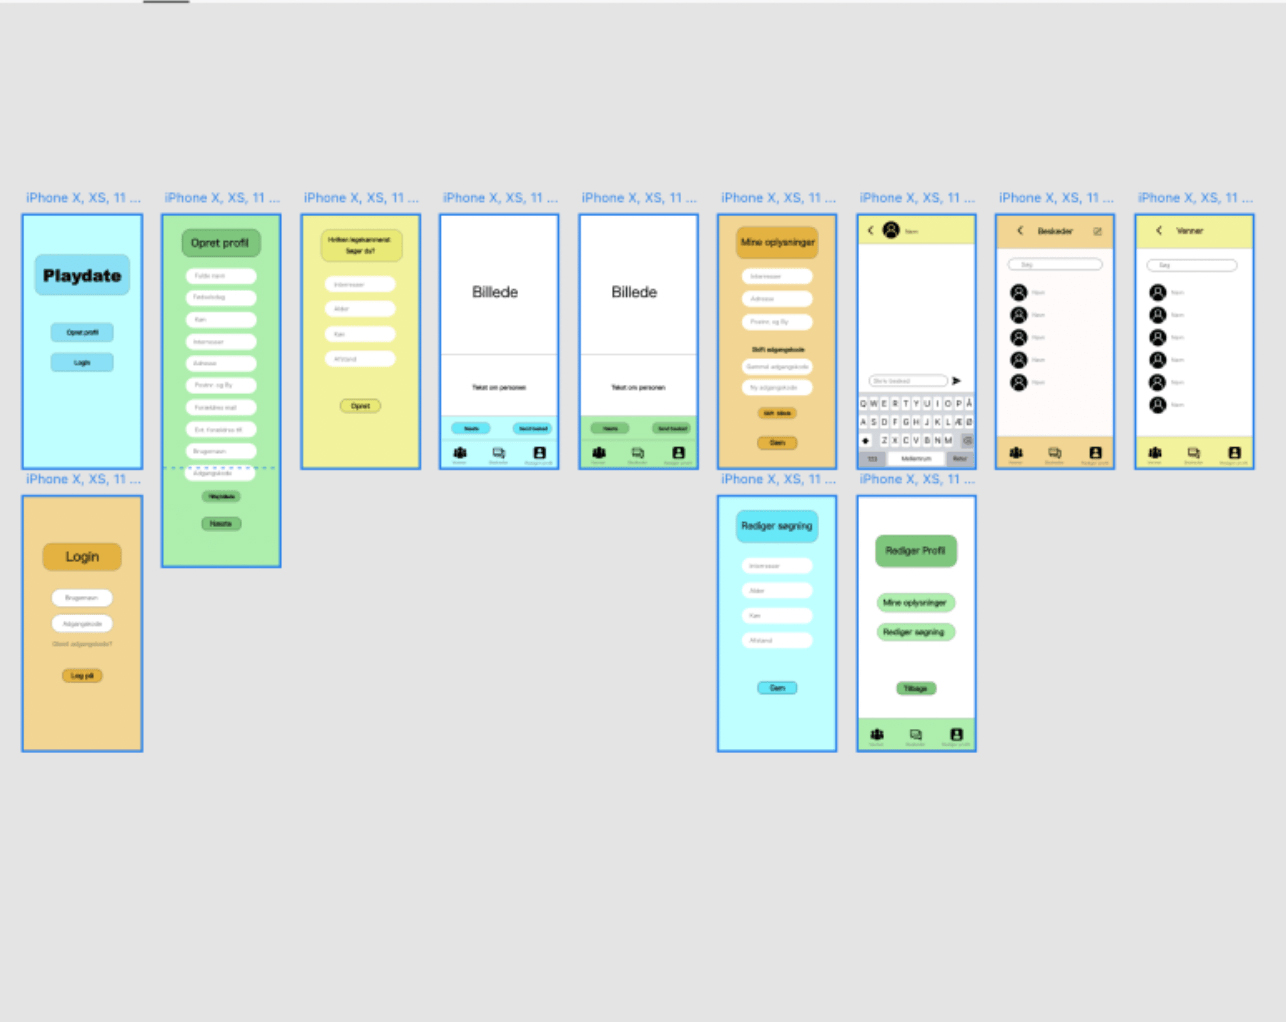 iPhone X, XS, 11 ...
iPhone X, XS, 11 ...
iPhone X, XS, 11 ...
iPhone X, XS, 11 ...
iPhone X, XS, 11 ...
iPhone X, XS, 11 ...
iPhone X, XS, 11 ...
iPhone X, XS, 11 ...
iPhone X, XS, 11 ...
Playdate
Opret profil
Login
Opret profil
Fulde navn
Fødselsdag
Køn
Interesser
Adresse
Postnr. og By
Forældres mail
Evt. Forældres tlf.
Brugernavn
Adgangskode
Næste
Hvilken legekammerat
Søger du?
Interesser
Alder
Køn
Afstand
Opret
Billede
Tekst om personen
Næste
Send besked
Billede
Tekst om personen
Næste
Send besked
Mine oplysninger
Interesser
Adresse
Postnr. og By
Skift adgangskode
Gammel adgangskode
Ny adgangskode
Gem
Navn
Skriv besked
Q W E R T Y U I O P Å
A S D F G H J K L Æ Ø
Z X C V B N M
123 Mellemrum Retur
Beskeder
Søg
Navn
Navn
Navn
Navn
Navn
Venner
Søg
Navn
Navn
Navn
Navn
Navn
Navn
iPhone X, XS, 11 ...
iPhone X, XS, 11 ...
iPhone X, XS, 11 ...
Login
Brugernavn
Adgangskode
Glemt adgangskode?
Log på
Rediger søgning
Interesser
Alder
Køn
Afstand
Gem
Rediger Profil
Mine oplysninger
Rediger søgning
Tilbage